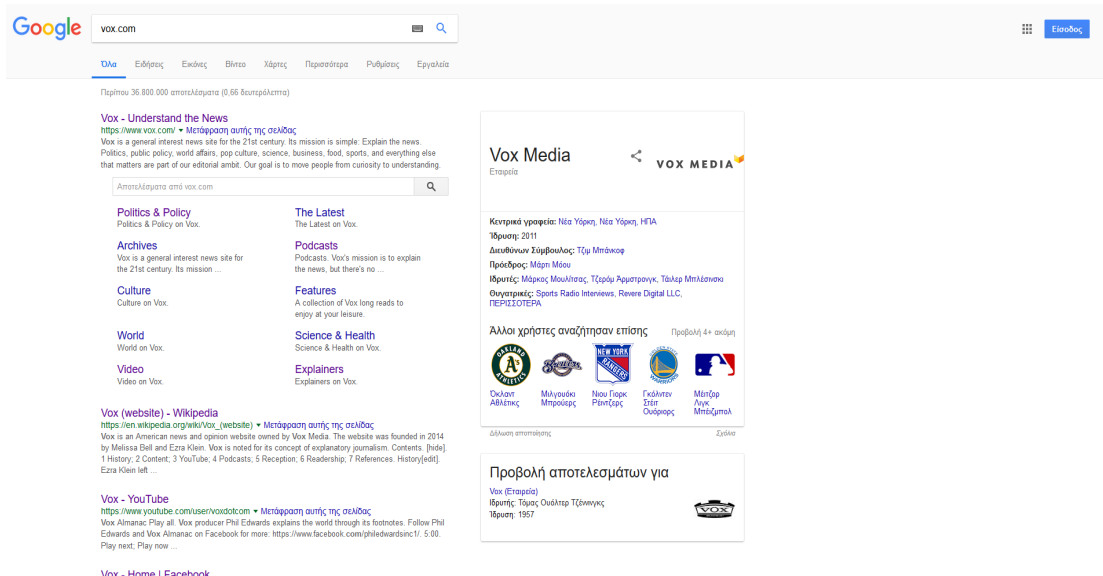 Google
vox.com
Είσοδος
Όλα Ειδήσεις Εικόνες Βίντεο Χάρτες Περισσότερα Ρυθμίσεις Εργαλεία
Περίπου 36.800.000 αποτελέσματα (0,66 δευτερόλεπτα)
Vox - Understand the News
https://www.vox.com/ ▾ Μετάφραση αυτής της σελίδας
Vox is a general interest news site for the 21st century. Its mission is simple: Explain the news.
Politics, public policy, world affairs, pop culture, science, business, food, sports, and everything else
that matters are part of our editorial ambit. Our goal is to move people from curiosity to understanding.
Αποτελέσματα από vox.com
Politics & Policy
Politics & Policy on Vox.
The Latest
The Latest on Vox.
Archives
Vox is a general interest news site for
the 21st century. Its mission ...
Podcasts
Podcasts. Vox's mission is to explain
the news, but there's no ...
Culture
Culture on Vox.
Features
A collection of Vox long reads to
enjoy at your leisure.
World
World on Vox.
Science & Health
Science & Health on Vox.
Video
Video on Vox.
Explainers
Explainers on Vox.
Vox (website) - Wikipedia
https://en.wikipedia.org/wiki/Vox_(website) ▾ Μετάφραση αυτής της σελίδας
Vox is an American news and opinion website owned by Vox Media. The website was founded in 2014
by Melissa Bell and Ezra Klein. Vox is noted for its concept of explanatory journalism. Contents. [hide].
1 History; 2 Content; 3 YouTube; 4 Podcasts; 5 Reception; 6 Readership; 7 References. History[edit].
Ezra Klein left ...
Vox - YouTube
https://www.youtube.com/user/voxdotcom ▾ Μετάφραση αυτής της σελίδας
Vox Almanac Play all. Vox producer Phil Edwards explains the world through its footnotes. Follow Phil
Edwards and Vox Almanac on Facebook for more: https://www.facebook.com/philedwardsinc1/. 5:00.
Play next; Play now ...
Vox - Home | Facebook
Vox Media
Εταιρεία
VOX MEDIA
Κεντρικά γραφεία: Νέα Υόρκη, Νέα Υόρκη, ΗΠΑ
Ίδρυση: 2011
Διευθύνων Σύμβουλος: Τζιμ Μπάνκοφ
Πρόεδρος: Μάρτι Μόου
Ιδρυτές: Μάρκος Μουλίτσας, Τζερόμ Άρμστρονγκ, Τάιλερ Μπλέσινσκι
Θυγατρικές: Sports Radio Interviews, Revere Digital LLC,
ΠΕΡΙΣΣΟΤΕΡΑ
Άλλοι χρήστες αναζήτησαν επίσης
Προβολή 4+ ακόμη
OAKLAND
A's
ATHLETICS
Brewers
NEW YORK
RANGERS
GOLDEN STATE
WARRIORS
Όκλαντ
Αθλέτικς
Μιλγουόκι
Μπρούερς
Νιου Γιορκ
Ρέιντζερς
Γκόλντεν
Στέιτ
Ουόριορς
Μέιτζορ
Λιγκ
Μπέιζμπολ
Δήλωση αποποίησης
Σχόλια
Προβολή αποτελεσμάτων για
Vox (Εταιρεία)
Ιδρυτής: Τόμας Ουόλτερ Τζένινγκς
Ίδρυση: 1957
VOX